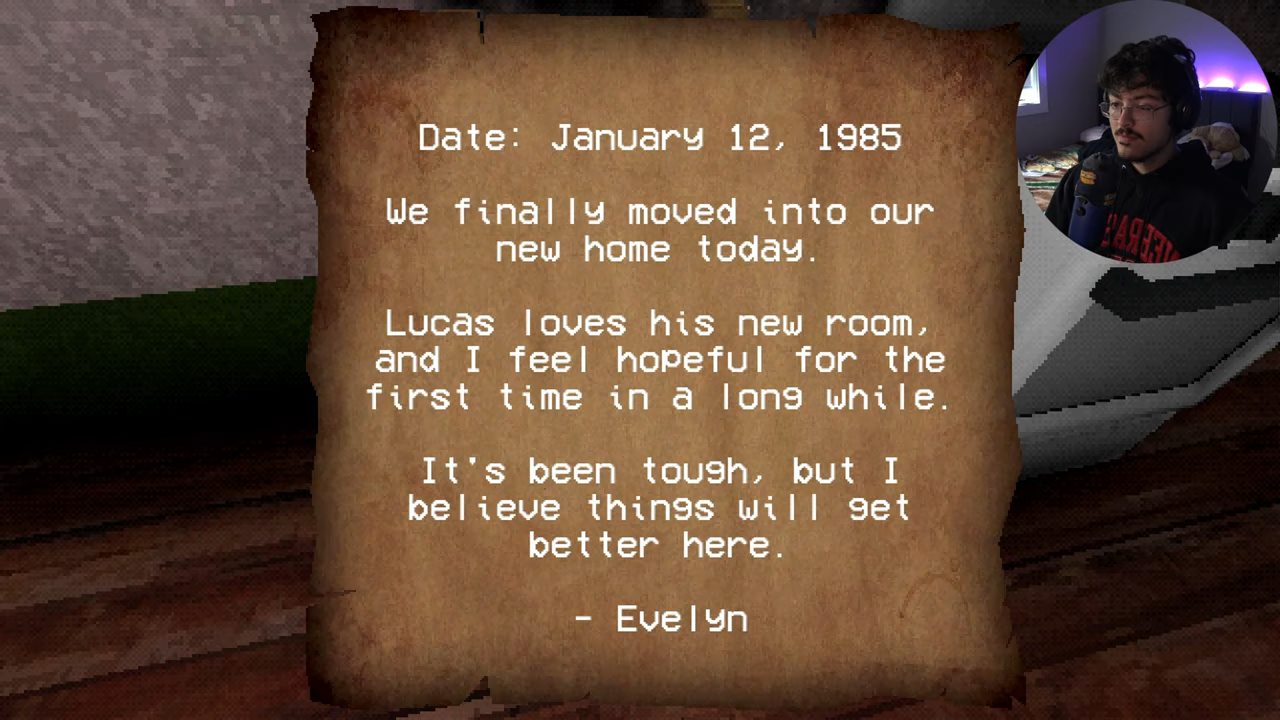 Date: January 12, 1985
We finally moved into our
new home today.
Lucas loves his new room,
and I feel hopeful for the
first time in a long while.
It's been tough, but I
believe things will get
better here.
- Evelyn